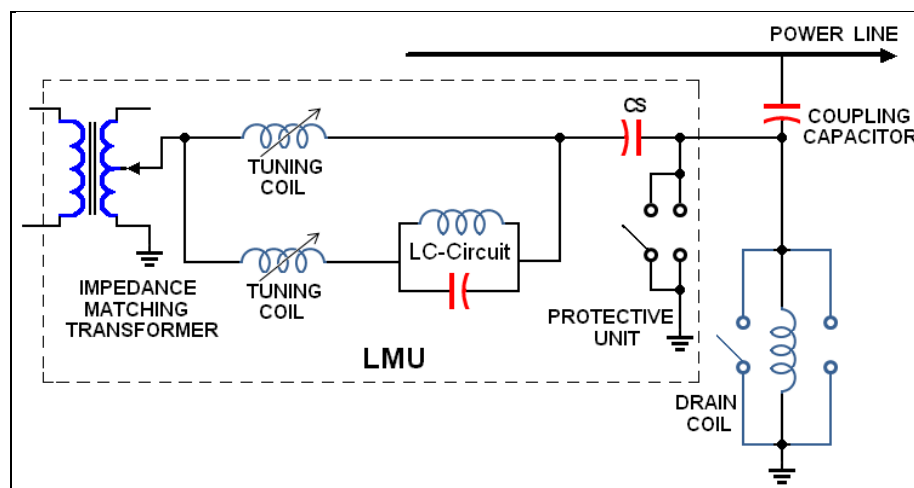 POWER LINE
CS
COUPLING
CAPACITOR
TUNING
COIL
LC-Circuit
TUNING
COIL
IMPEDANCE
MATCHING
TRANSFORMER
PROTECTIVE
UNIT
LMU
DRAIN
COIL